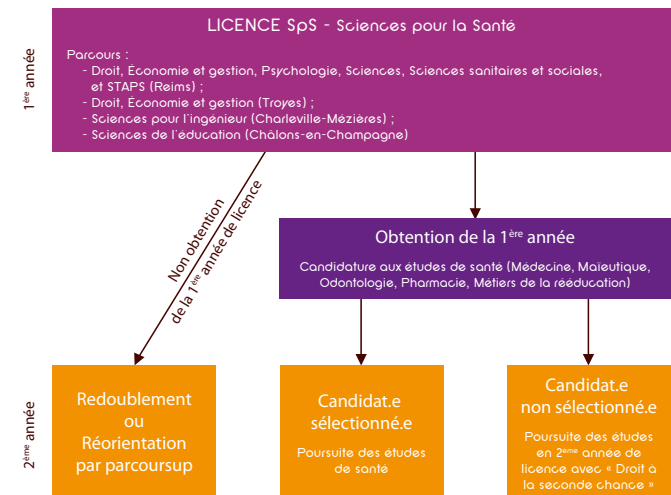 LICENCE SpS - Sciences pour la Santé
1ère année
Parcours :
- Droit, Économie et gestion, Psychologie, Sciences, Sciences sanitaires et sociales,
et STAPS (Reims) ;
- Droit, Économie et gestion (Troyes) ;
- Sciences pour l'ingénieur (Charleville-Mézières) ;
- Sciences de l'éducation (Châlons-en-Champagne)
Non obtention
de la 1ère année de licence
Obtention de la 1ère année
Candidature aux études de santé (Médecine, Maïeutique,
Odontologie, Pharmacie, Métiers de la rééducation)
2ème année
Redoublement
ou
Réorientation
par parcoursup
Candidat.e
sélectionné.e
Poursuite des études
de santé
Candidat.e
non sélectionné.e
Poursuite des études
en 2eme année de
licence avec « Droit à
la seconde chance »